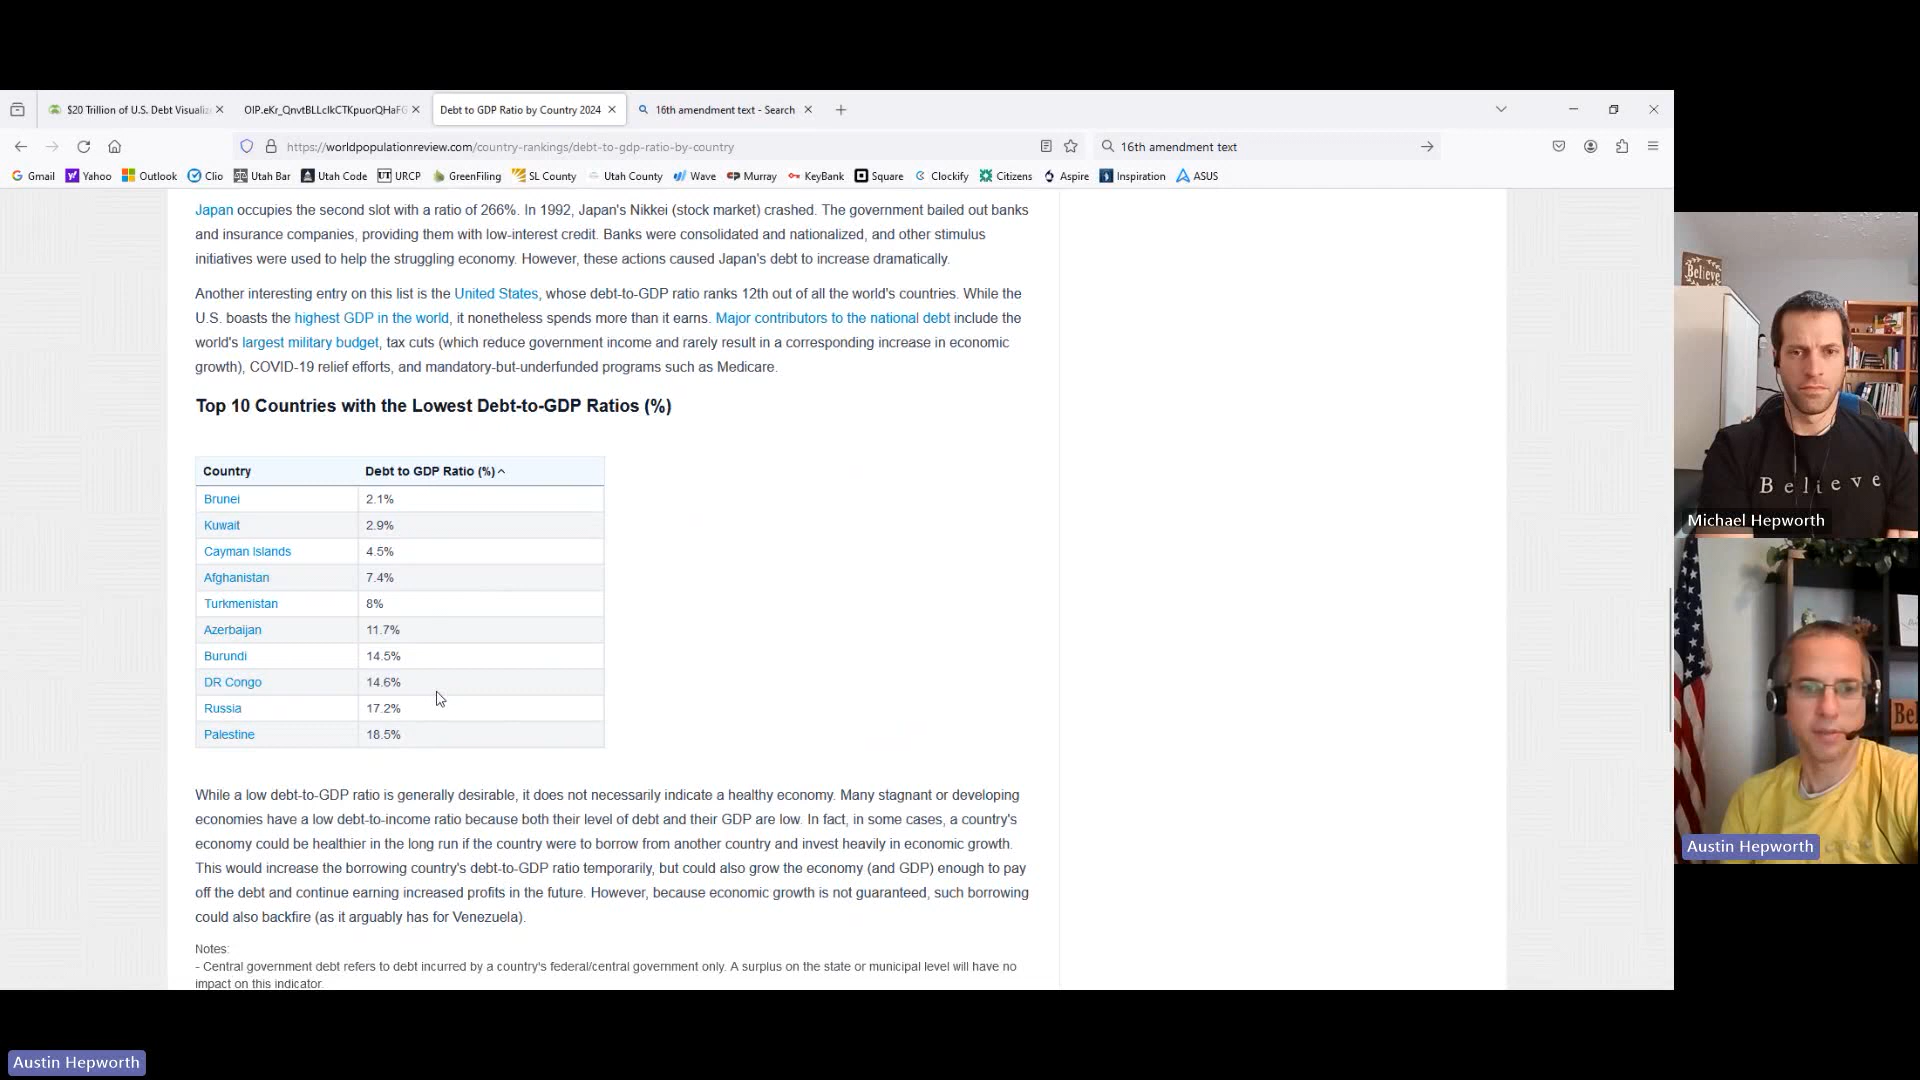 $20 Trillion of U.S. Debt Visualiz
OIP.eKr_QnvtBLLclkCTKpuorQHaFG
Debt to GDP Ratio by Country 2024
16th amendment text - Search
https://worldpopulationreview.com/country-rankings/debt-to-gdp-ratio-by-country
16th amendment text
Gmail Yahoo Outlook Clio Utah Bar Utah Code URCP GreenFiling SL County Utah County Wave Murray KeyBank Square Clockify Citizens Aspire Inspiration ASUS
Japan occupies the second slot with a ratio of 266%. In 1992, Japan's Nikkei (stock market) crashed. The government bailed out banks
and insurance companies, providing them with low-interest credit. Banks were consolidated and nationalized, and other stimulus
initiatives were used to help the struggling economy. However, these actions caused Japan's debt to increase dramatically.
Another interesting entry on this list is the United States, whose debt-to-GDP ratio ranks 12th out of all the world's countries. While the
U.S. boasts the highest GDP in the world, it nonetheless spends more than it earns. Major contributors to the national debt include the
world's largest military budget, tax cuts (which reduce government income and rarely result in a corresponding increase in economic
growth), COVID-19 relief efforts, and mandatory-but-underfunded programs such as Medicare.
Top 10 Countries with the Lowest Debt-to-GDP Ratios (%)
Country Debt to GDP Ratio (%)
Brunei 2.1%
Kuwait 2.9%
Cayman Islands 4.5%
Afghanistan 7.4%
Turkmenistan 8%
Azerbaijan 11.7%
Burundi 14.5%
DR Congo 14.6%
Russia 17.2%
Palestine 18.5%
While a low debt-to-GDP ratio is generally desirable, it does not necessarily indicate a healthy economy. Many stagnant or developing
economies have a low debt-to-income ratio because both their level of debt and their GDP are low. In fact, in some cases, a country's
economy could be healthier in the long run if the country were to borrow from another country and invest heavily in economic growth.
This would increase the borrowing country's debt-to-GDP ratio temporarily, but could also grow the economy (and GDP) enough to pay
off the debt and continue earning increased profits in the future. However, because economic growth is not guaranteed, such borrowing
could also backfire (as it arguably has for Venezuela).
Notes:
- Central government debt refers to debt incurred by a country's federal/central government only. A surplus on the state or municipal level will have no
impact on this indicator.
Believe
Believe
Michael Hepworth
Bel
Austin Hepworth
Austin Hepworth